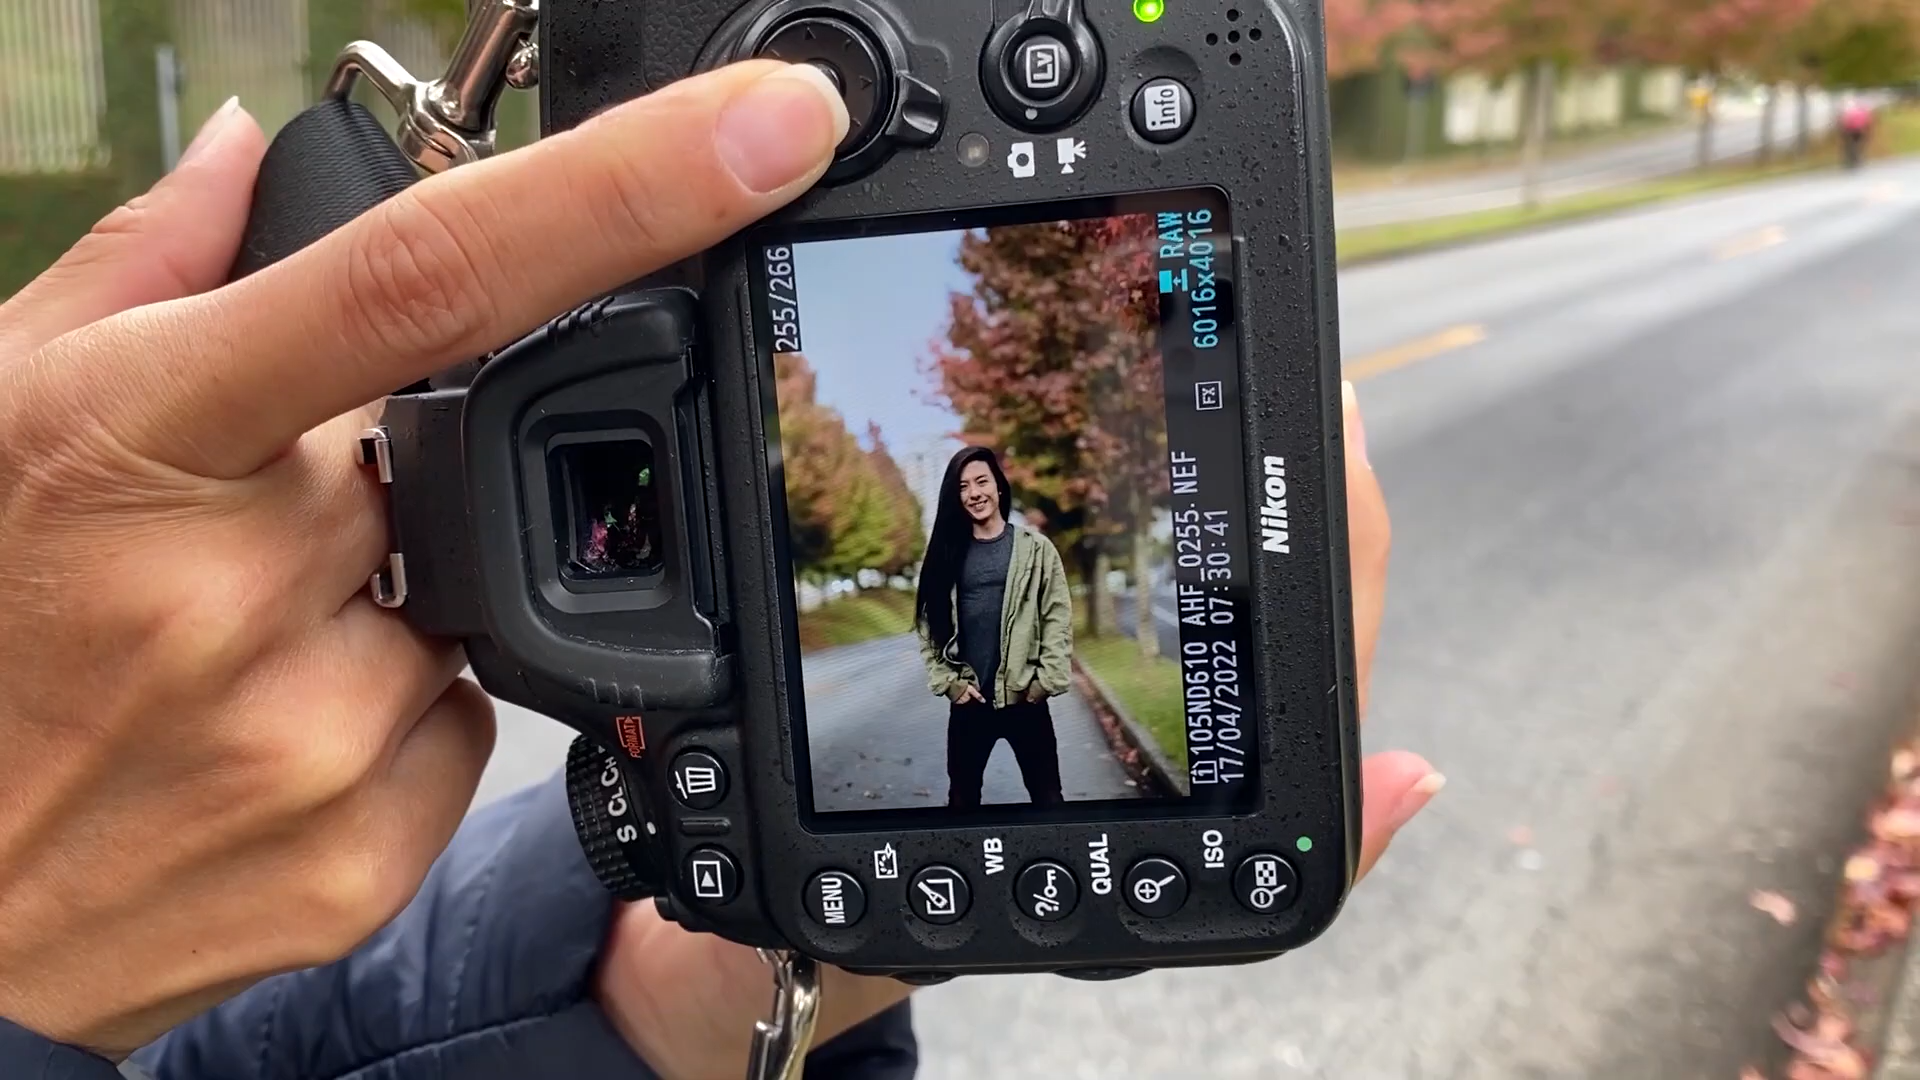 Lv
info
255/266
RAW
6016x4016
FX
105ND610 AHF_0255.NEF
17/04/2022 07:30:41
Nikon
FORMAT
S CL CH
MENU
WB
?/
QUAL
ISO